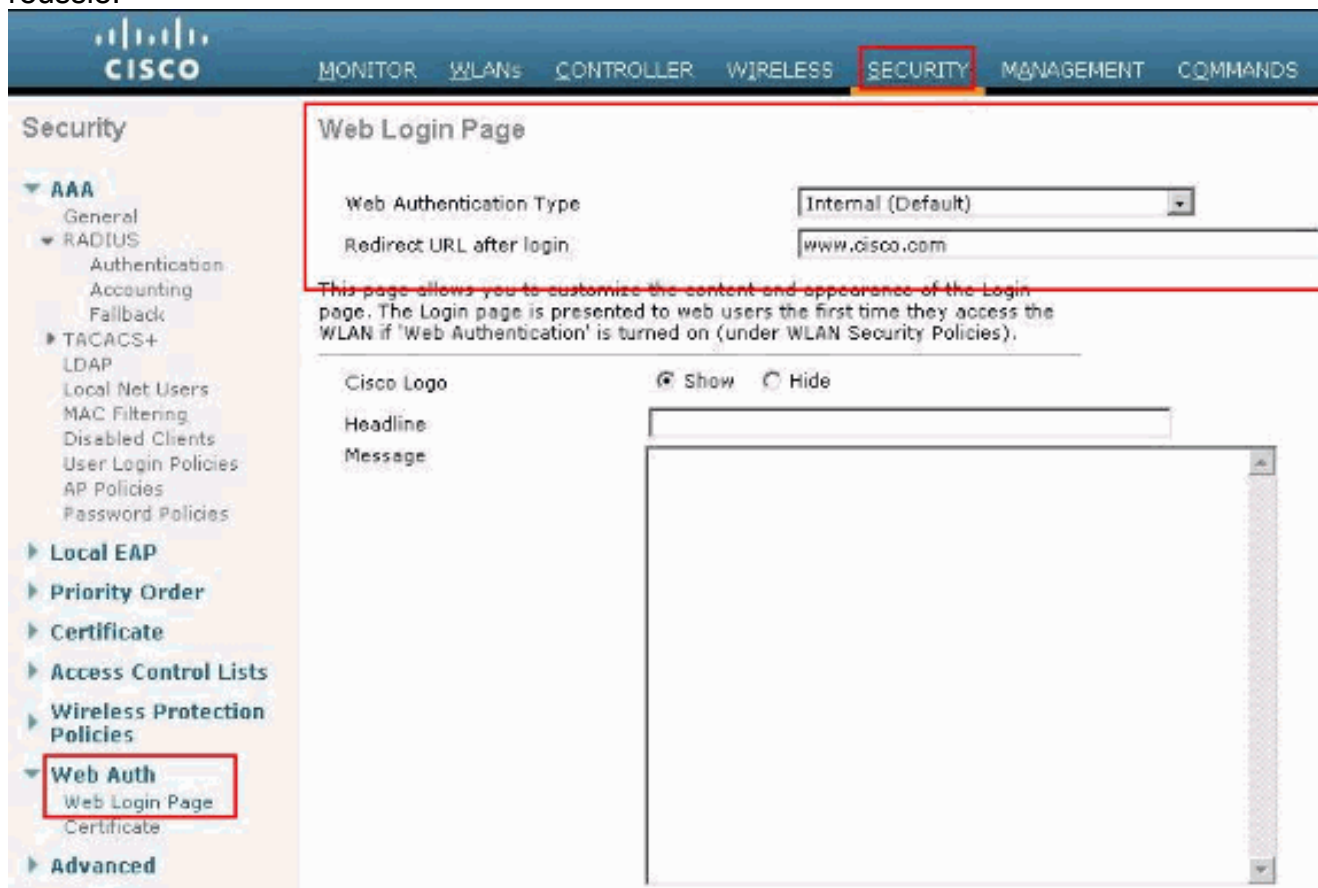 CISCO
MONITOR WLANs CONTROLLER WIRELESS SECURITY MANAGEMENT COMMANDS
Security
AAA
General
RADIUS
Authentication
Accounting
Fallback
TACACS+
LDAP
Local Net Users
MAC Filtering
Disabled Clients
User Login Policies
AP Policies
Password Policies
Local EAP
Priority Order
Certificate
Access Control Lists
Wireless Protection
Policies
Web Auth
Web Login Page
Certificate
Advanced
Web Login Page
Web Authentication Type Internal (Default)
Redirect URL after login www.cisco.com
This page allows you to customize the content and appearance of the Login
page. The Login page is presented to web users the first time they access the
WLAN if 'Web Authentication' is turned on (under WLAN Security Policies).
Cisco Logo Show Hide
Headline
Message